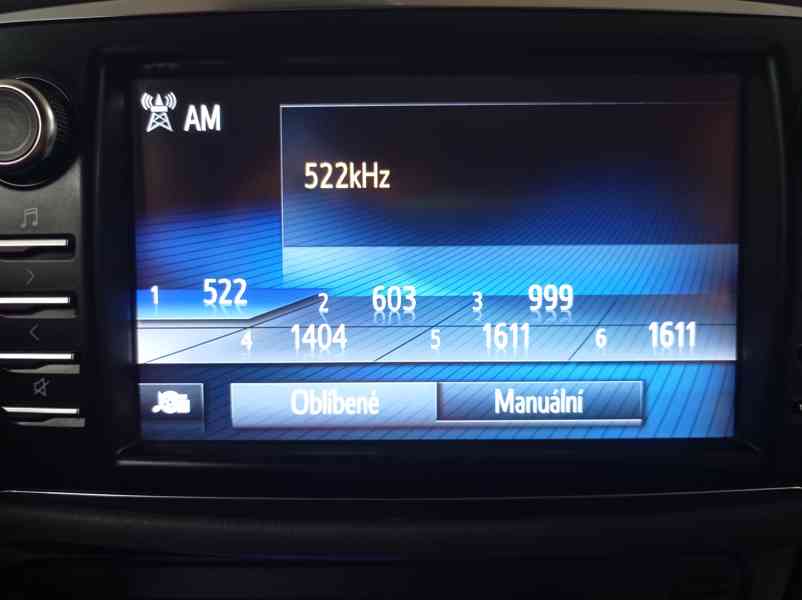 AM
522kHz
1 522 2 603 3 999
4 1404 5 1611 6 1611
Oblíbené Manuální